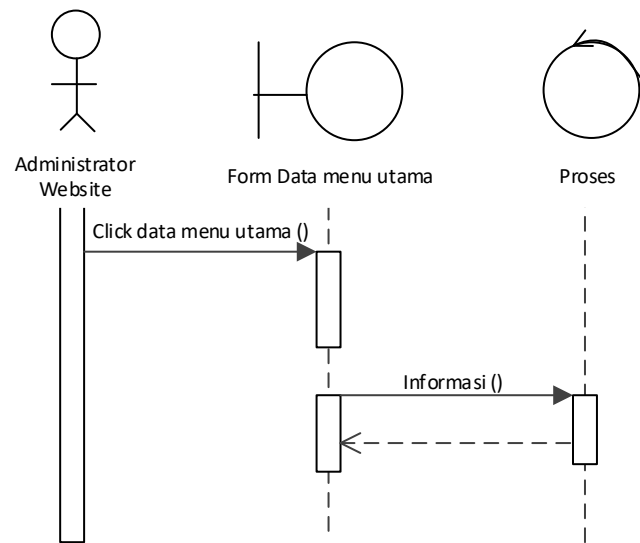 Administrator
Website
Form Data menu utama
Proses
Click data menu utama ()
Informasi ()